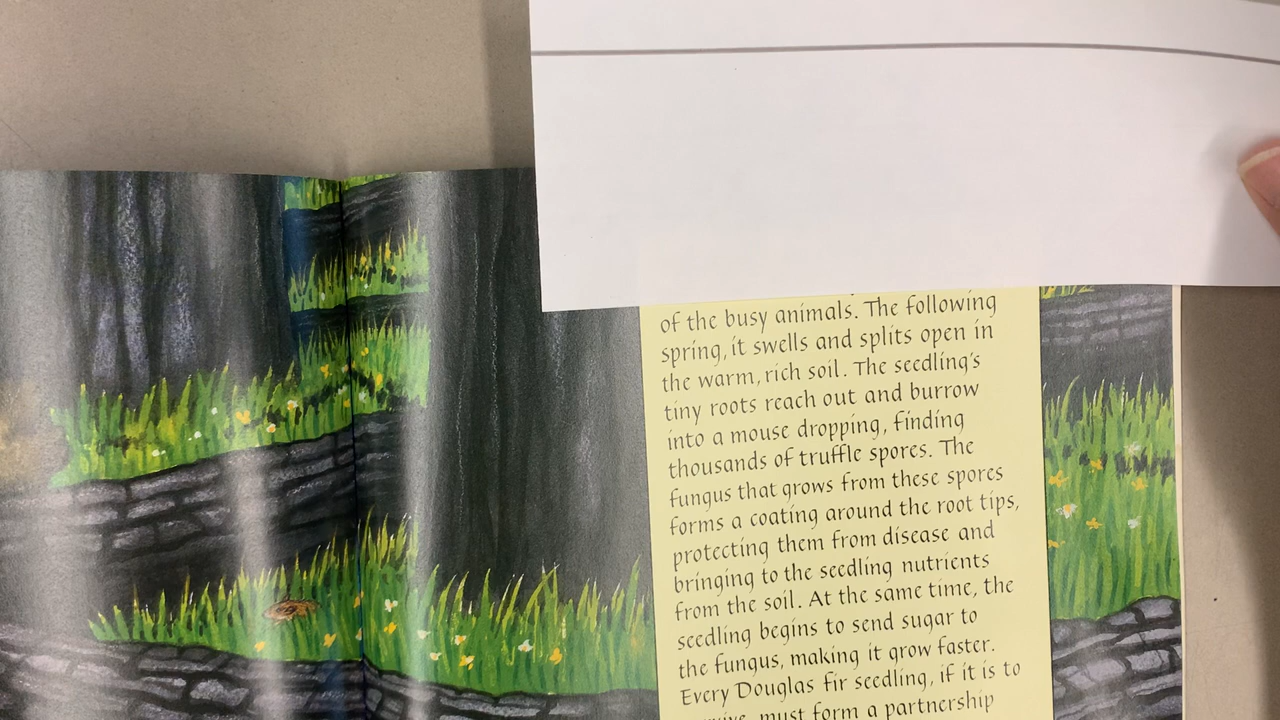 of the busy animals. The following
spring, it swells and splits open in
the warm, rich soil. The seedling's
tiny roots reach out and burrow
into a mouse dropping, finding
thousands of truffle spores. The
fungus that grows from these spores
forms a coating around the root tips,
protecting them from disease and
bringing to the seedling nutrients
from the soil. At the same time, the
seedling begins to send sugar to
the fungus, making it grow faster.
Every Douglas fir seedling, if it is to
must form a partnership